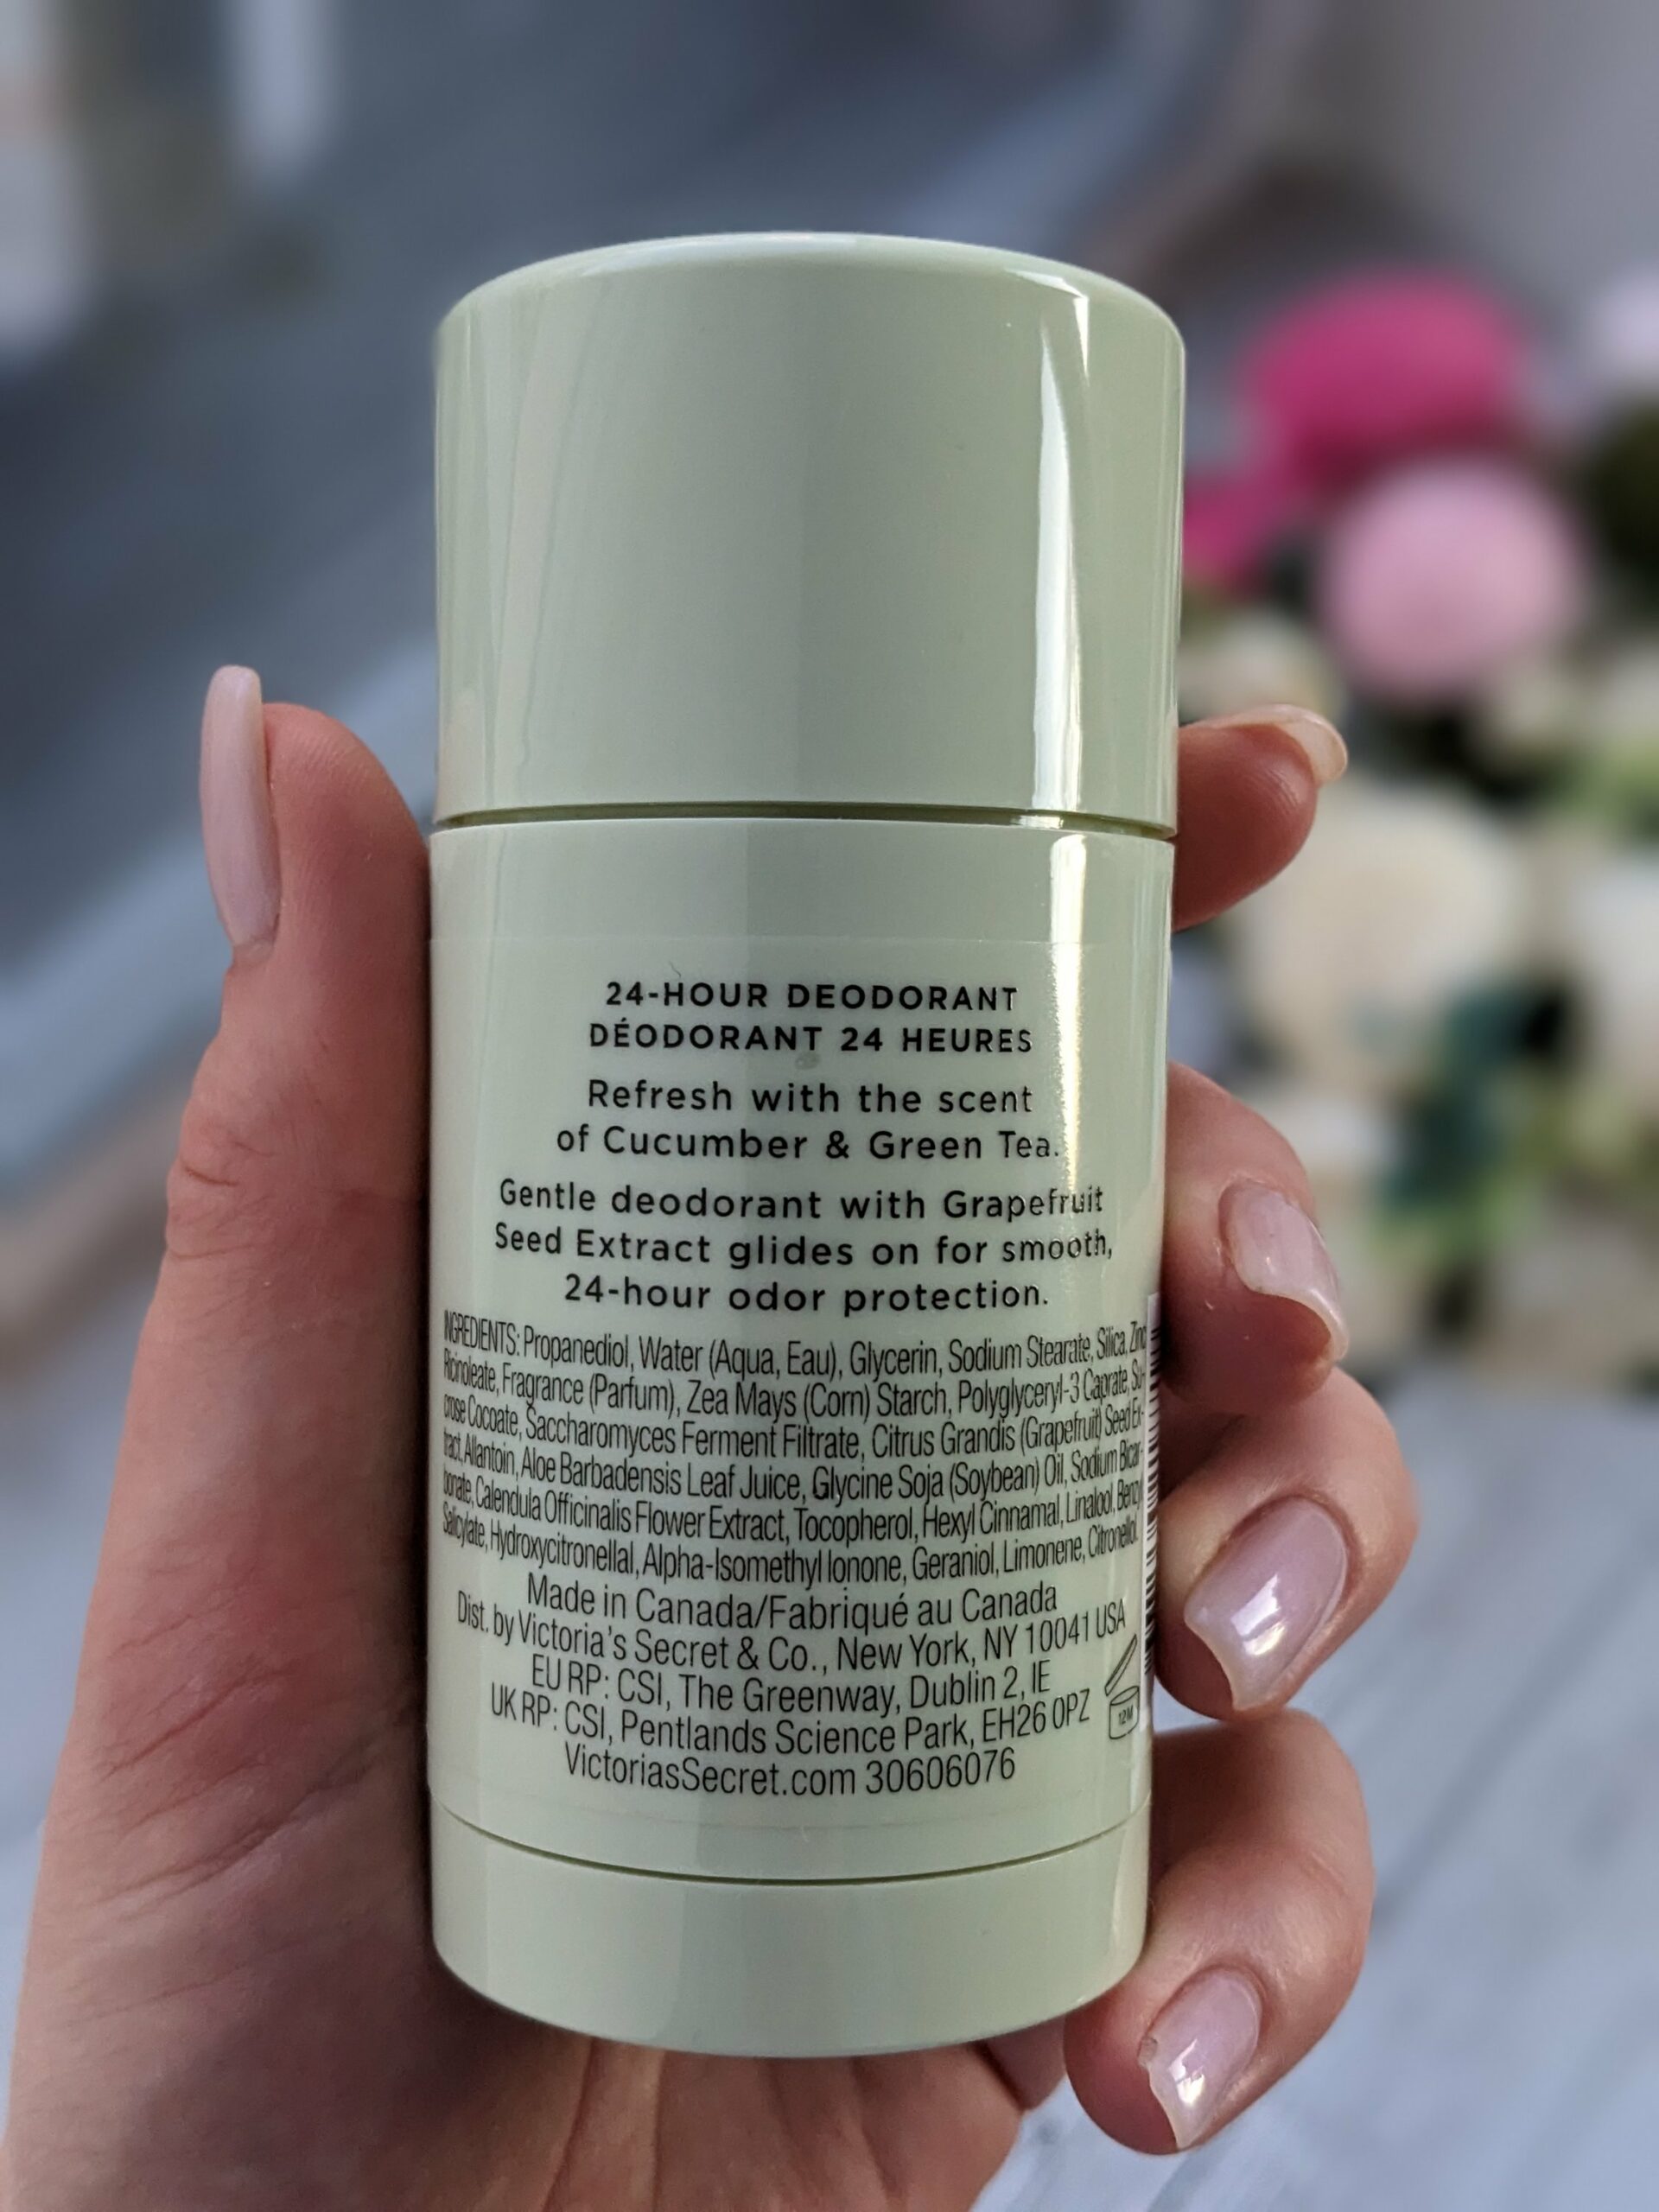 24-HOUR DEODORANT
DÉODORANT 24 HEURES
Refresh with the scent
of Cucumber & Green Tea.
Gentle deodorant with Grapefruit
Seed Extract glides on for smooth,
24-hour odor protection.
INGREDIENTS: Propanediol, Water (Aqua, Eau), Glycerin, Sodium Stearate, Silica, Zinc
Ricinoleate, Fragrance (Parfum), Zea Mays (Corn) Starch, Polyglyceryl-3 Caprate, Su-
crose Cocoate, Saccharomyces Ferment Filtrate, Citrus Grandis (Grapefruit) Seed Ex-
tract, Allantoin, Aloe Barbadensis Leaf Juice, Glycine Soja (Soybean) Oil, Sodium Bicar-
bonate, Calendula Officinalis Flower Extract, Tocopherol, Hexyl Cinnamal, Linalool, Benzyl
Salicylate, Hydroxycitronellal, Alpha-Isomethyl Ionone, Geraniol, Limonene, Citronellol.
Made in Canada/Fabriqué au Canada
Dist. by Victoria's Secret & Co., New York, NY 10041 USA
EU RP: CSI, The Greenway, Dublin 2, IE
UK RP: CSI, Pentlands Science Park, EH26 0PZ
12M
VictoriasSecret.com 30606076